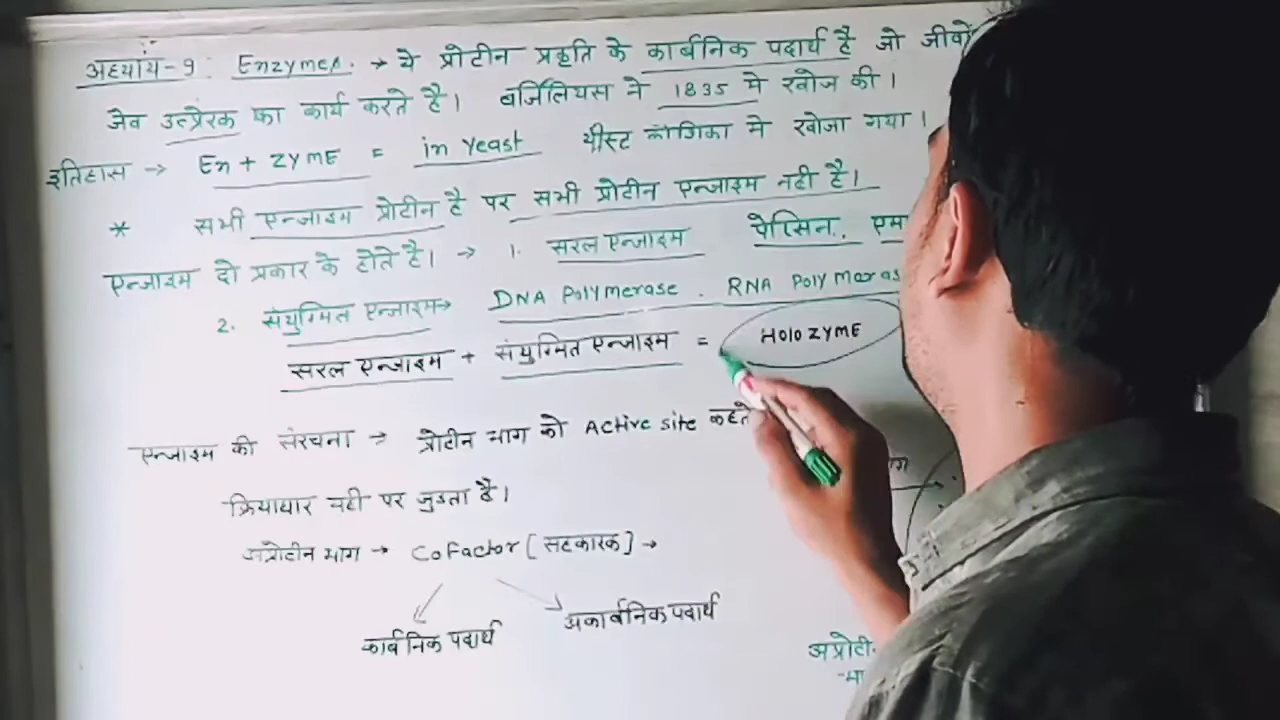 अध्याय-9: Enzymes. → ये प्रोटीन प्रकृति के कार्बनिक पदार्थ है जो जीवों
जेव उत्प्रेरक का कार्य करते है। बर्जिलियस ने 1835 मे खोज की।
इतिहास → En + ZYME = in Yeast यीस्ट कोशिका मे खोजा गया।
* सभी एन्जाइम प्रोटीन है पर सभी प्रोटीन एन्जाइम नही है।
एन्जाइम दो प्रकार के होते है। → 1. सरल एन्जाइम पेप्सिन,
2. संयुग्मित एन्जाइम→ DNA Polymerase. RNA Polymeras
सरल एन्जाइम + संयुग्मित एन्जाइम = HOLOZYME
एन्जाइम की संरचना → प्रोटीन भाग को Active site कहते
क्रियाधार नही पर जुडता है।
अप्रोटीन भाग → CoFactor [सहकारक] →
कार्बनिक पदार्थ अकार्बनिक पदार्थ
अप्रोटी